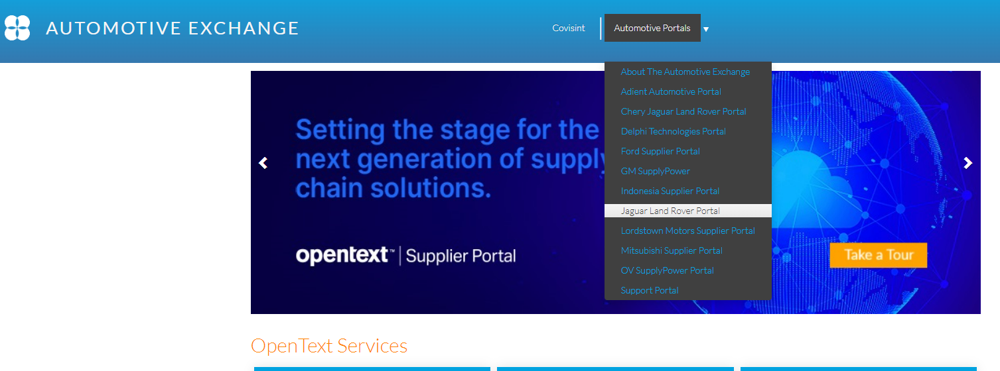 AUTOMOTIVE EXCHANGE
Covisint
Automotive Portals
About The Automotive Exchange
Adient Automotive Portal
Chery Jaguar Land Rover Portal
Delphi Technologies Portal
Ford Supplier Portal
GM SupplyPower
Indonesia Supplier Portal
Jaguar Land Rover Portal
Lordstown Motors Supplier Portal
Mitsubishi Supplier Portal
OV SupplyPower Portal
Support Portal
Setting the stage for the
next generation of supply
chain solutions.
opentext™ | Supplier Portal
Take a Tour
OpenText Services